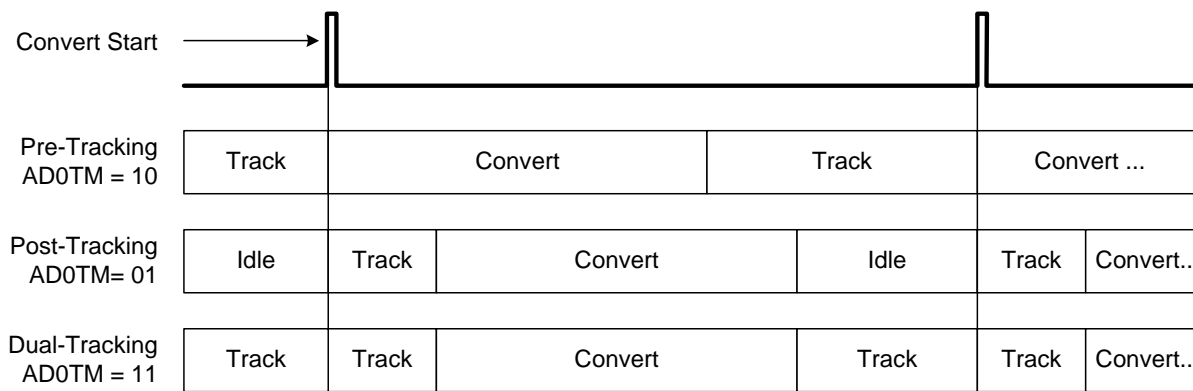 Convert Start
Pre-Tracking
AD0TM = 10
Track
Convert
Track
Convert ...
Post-Tracking
AD0TM= 01
Idle
Track
Convert
Idle
Track
Convert..
Dual-Tracking
AD0TM = 11
Track
Track
Convert
Track
Track
Convert..